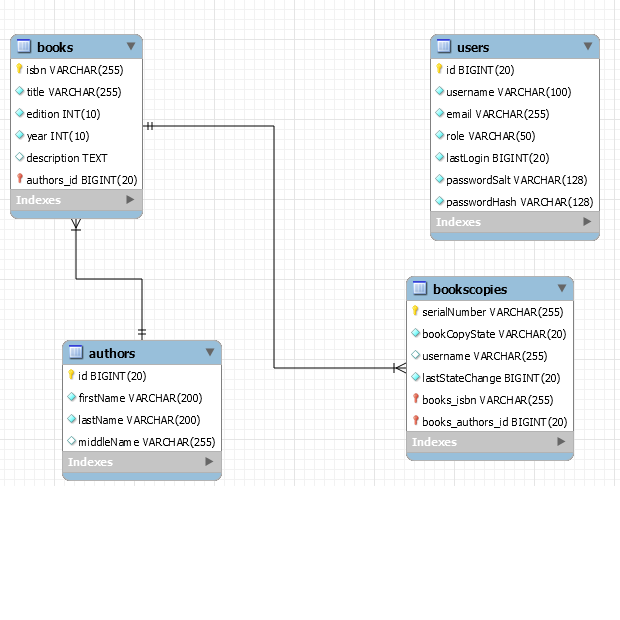 books
isbn VARCHAR(255)
title VARCHAR(255)
edition INT(10)
year INT(10)
description TEXT
authors_id BIGINT(20)
Indexes
users
id BIGINT(20)
username VARCHAR(100)
email VARCHAR(255)
role VARCHAR(50)
lastLogin BIGINT(20)
passwordSalt VARCHAR(128)
passwordHash VARCHAR(128)
Indexes
authors
id BIGINT(20)
firstName VARCHAR(200)
lastName VARCHAR(200)
middleName VARCHAR(255)
Indexes
bookscopies
serialNumber VARCHAR(255)
bookCopyState VARCHAR(20)
username VARCHAR(255)
lastStateChange BIGINT(20)
books_isbn VARCHAR(255)
books_authors_id BIGINT(20)
Indexes